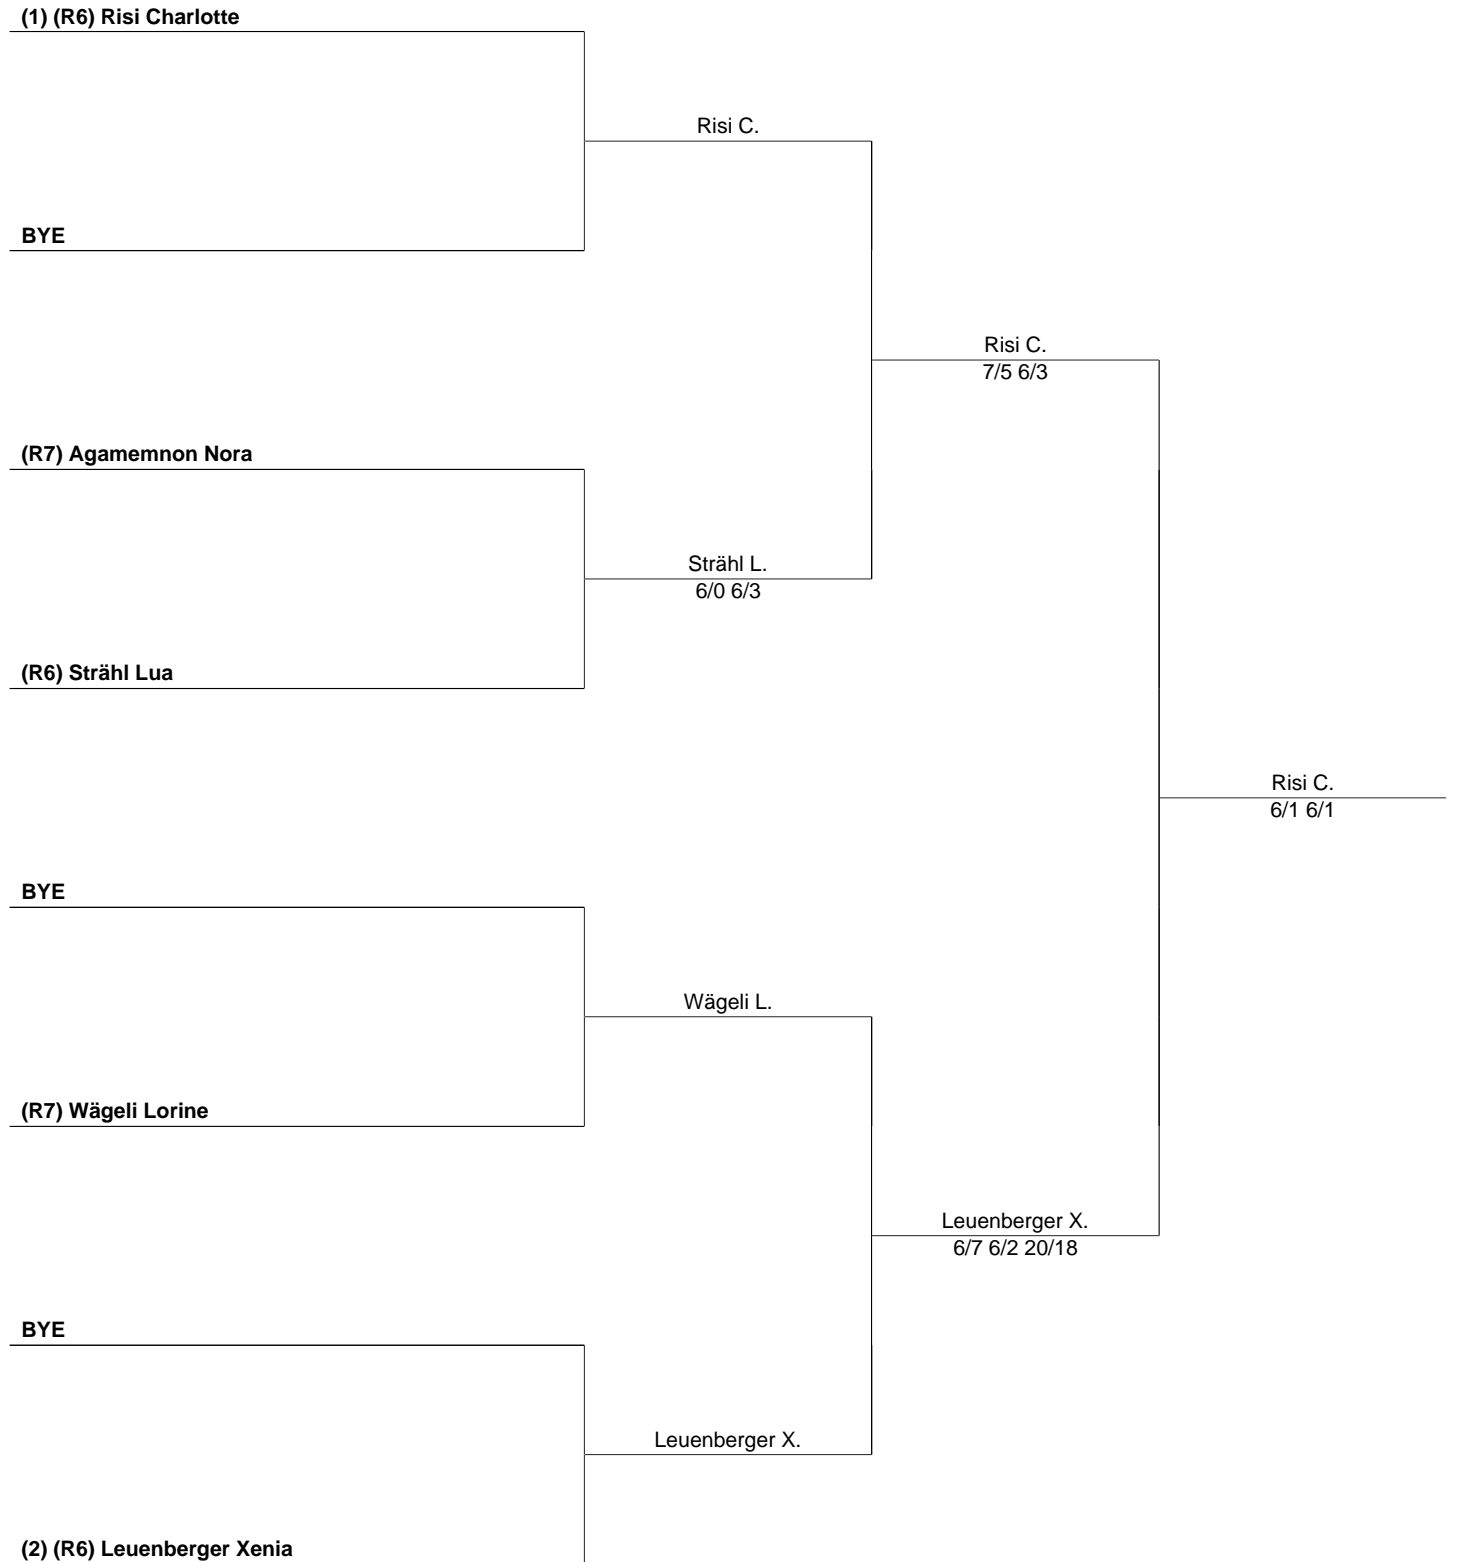 (1) (R6) Risi Charlotte
Risi C.
BYE
Risi C.
7/5 6/3
(R7) Agamemnon Nora
Strähl L.
6/0 6/3
(R6) Strähl Lua
Risi C.
6/1 6/1
BYE
Wägeli L.
(R7) Wägeli Lorine
Leuenberger X.
6/7 6/2 20/18
BYE
Leuenberger X.
(2) (R6) Leuenberger Xenia